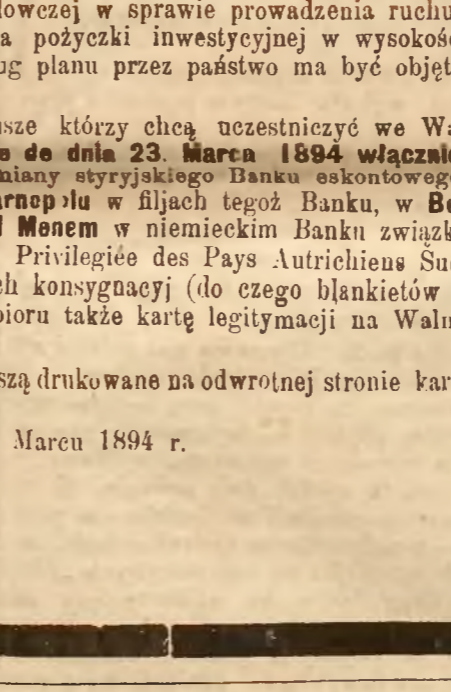 lowczej w sprawie prowadzenia ruchu
a pożyczki inwestycyjnej w wysokoś
ug planu przez państwo ma być objęt
sze którzy chcą uczestniczyć we Wa
e do dnia 23. Marca 1894 włącznie
miany styryjskiego Banku eskontowego
arnopolu w filjach tegoż Banku, w Be
Menem w niemieckim Banku związk
Privilegiée des Pays Autrichiens Su
ch konsygnacyj (do czego blankietów
bioru także kartę legitymacji na Waln
szą drukowane na odwrotnej stronie kar
Marcu 1894 r.